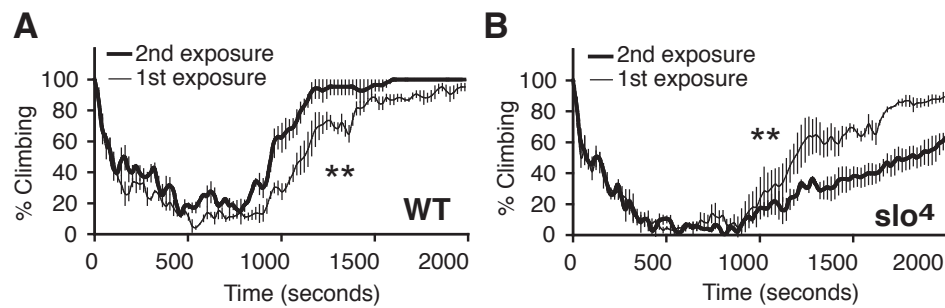 A
2nd exposure
1st exposure
% Climbing
100
80
60
40
20
0
**
WT
0 500 1000 1500 2000
Time (seconds)
B
2nd exposure
1st exposure
% Climbing
100
80
60
40
20
0
**
slo⁴
0 500 1000 1500 2000
Time (seconds)